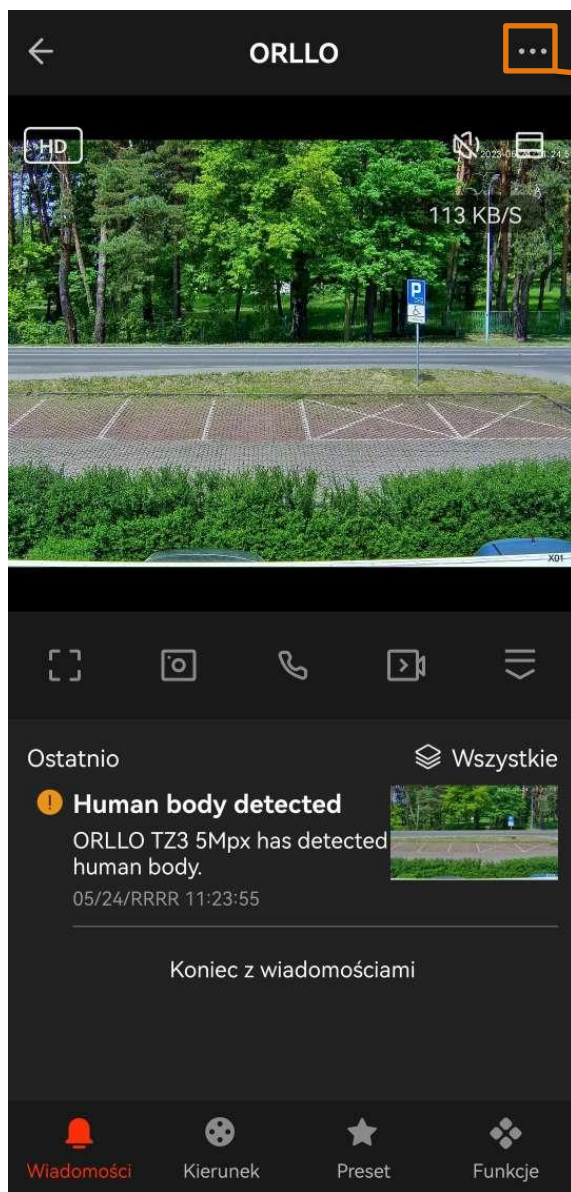 ORLLO
HD
113 KB/S
P
X01
Ostatnio
Wszystkie
Human body detected
ORLLO TZ3 5Mpx has detected
human body.
05/24/RRRR 11:23:55
Koniec z wiadomościami
Wiadomości
Kierunek
Preset
Funkcje